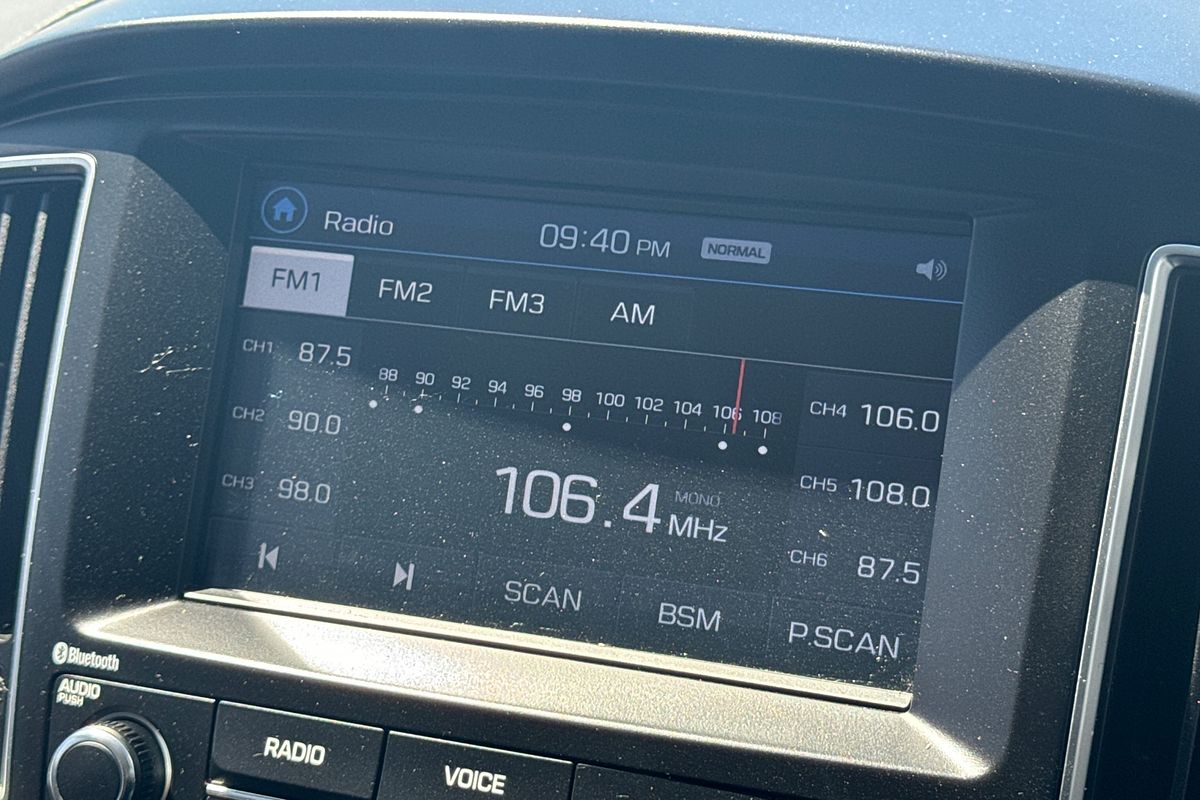 Radio 09:40 PM NORMAL
FM1 FM2 FM3 AM
CH1 87.5
CH2 90.0
CH3 98.0
88 90 92 94 96 98 100 102 104 106 108
106.4 MONO MHz
CH4 106.0
CH5 108.0
CH6 87.5
SCAN BSM P.SCAN
Bluetooth
AUDIO
PUSH
RADIO
VOICE